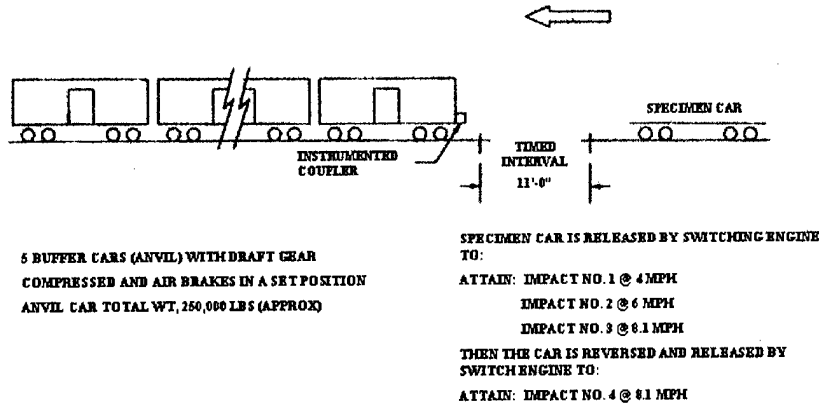 SPECIMEN CAR
INSTRUMENTED
COUPLER
TIMED
INTERVAL
11'-0"
5 BUFFER CARS (ANVIL) WITH DRAFT GEAR
COMPRESSED AND AIR BRAKES IN A SET POSITION
ANVIL CAR TOTAL WT, 250,000 LBS (APPROX)
SPECIMEN CAR IS RELEASED BY SWITCHING ENGINE
TO:
ATTAIN: IMPACT NO. 1 @ 4 MPH
IMPACT NO. 2 @ 6 MPH
IMPACT NO. 3 @ 8.1 MPH
THEN THE CAR IS REVERSED AND RELEASED BY
SWITCH ENGINE TO:
ATTAIN: IMPACT NO. 4 @ 8.1 MPH